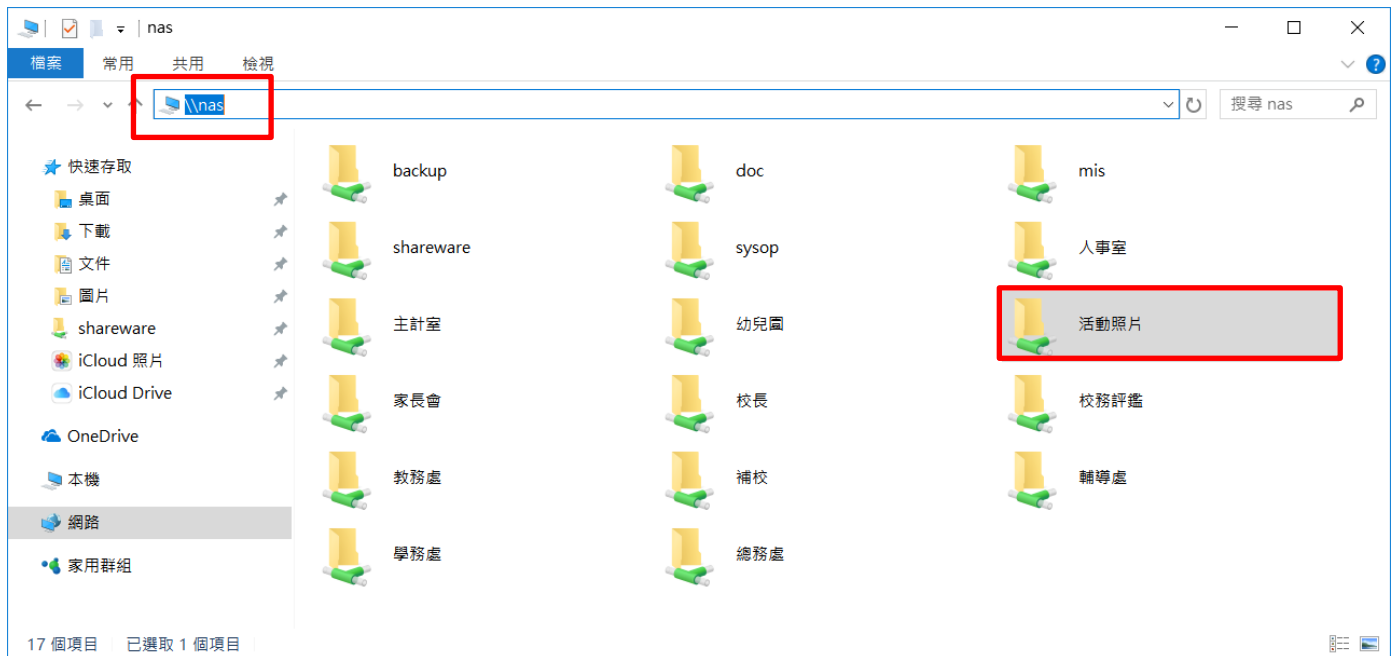 nas
檔案 常用 共用 檢視
\\nas 搜尋 nas
快速存取
桌面
下載
文件
圖片
shareware
iCloud 照片
iCloud Drive
OneDrive
本機
網路
家用群組
backup doc mis
shareware sysop 人事室
主計室 幼兒園 活動照片
家長會 校長 校務評鑑
教務處 補校 輔導處
學務處 總務處
17 個項目 已選取 1 個項目